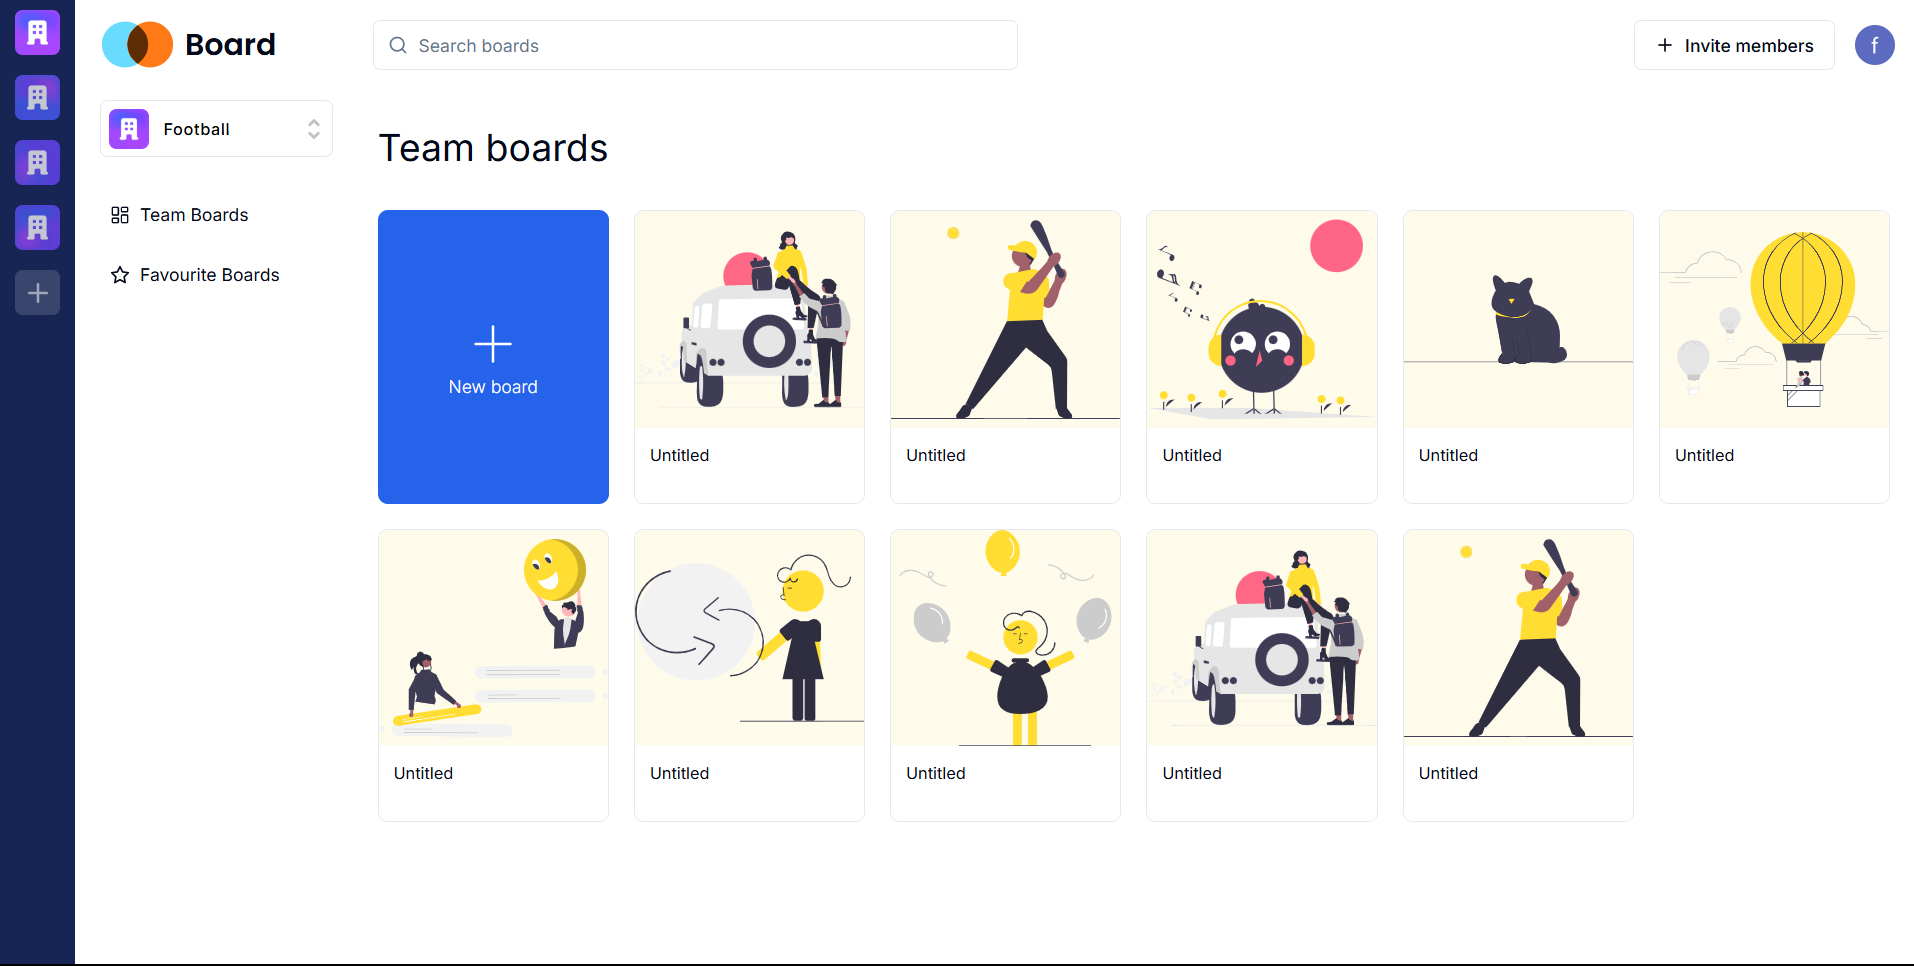 Board
Search boards
Invite members
f
Football
Team boards
Team Boards
Favourite Boards
New board
Untitled
Untitled
Untitled
Untitled
Untitled
Untitled
Untitled
Untitled
Untitled
Untitled